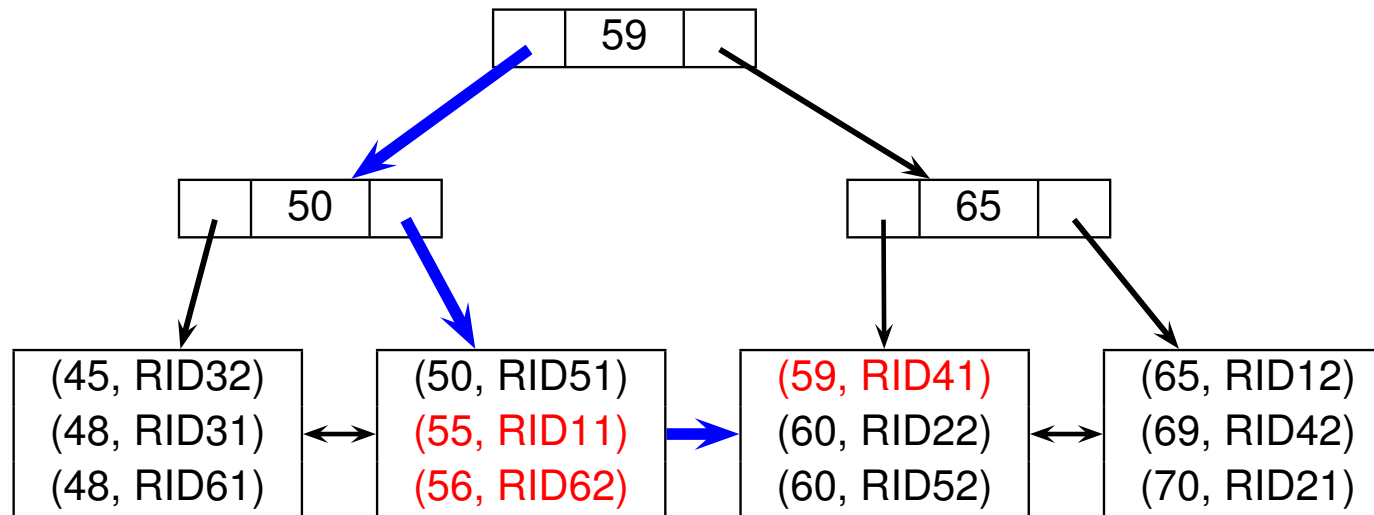 59
50
65
(45, RID32)
(48, RID31)
(48, RID61)
(50, RID51)
(55, RID11)
(56, RID62)
(59, RID41)
(60, RID22)
(60, RID52)
(65, RID12)
(69, RID42)
(70, RID21)